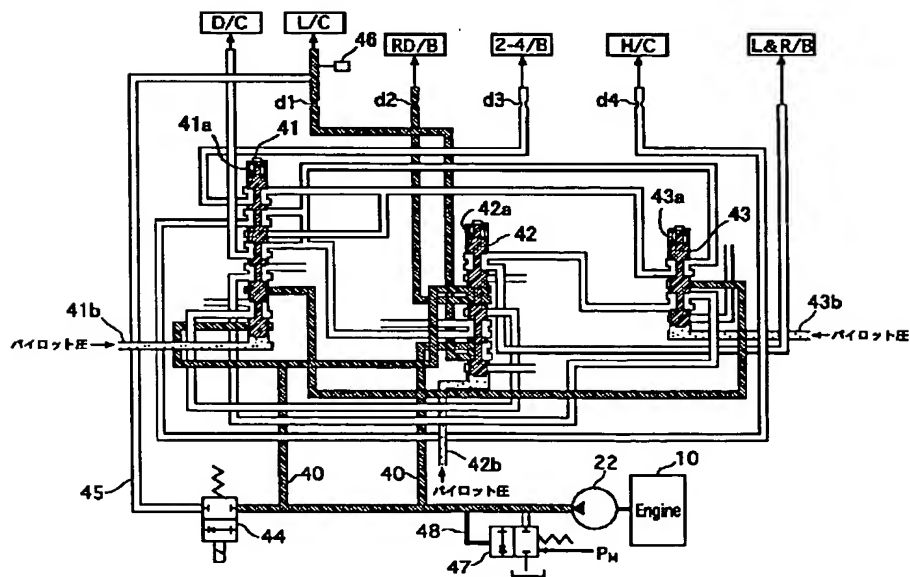 D/C
L/C
RD/B
2-4/B
H/C
L&R/B
46
d1
d2
d3
d4
41
41a
42a
42
43a
43
41b
パイロット圧
43b
パイロット圧
42b
パイロット圧
45
40
40
22
10
Engine
44
48
47
PM